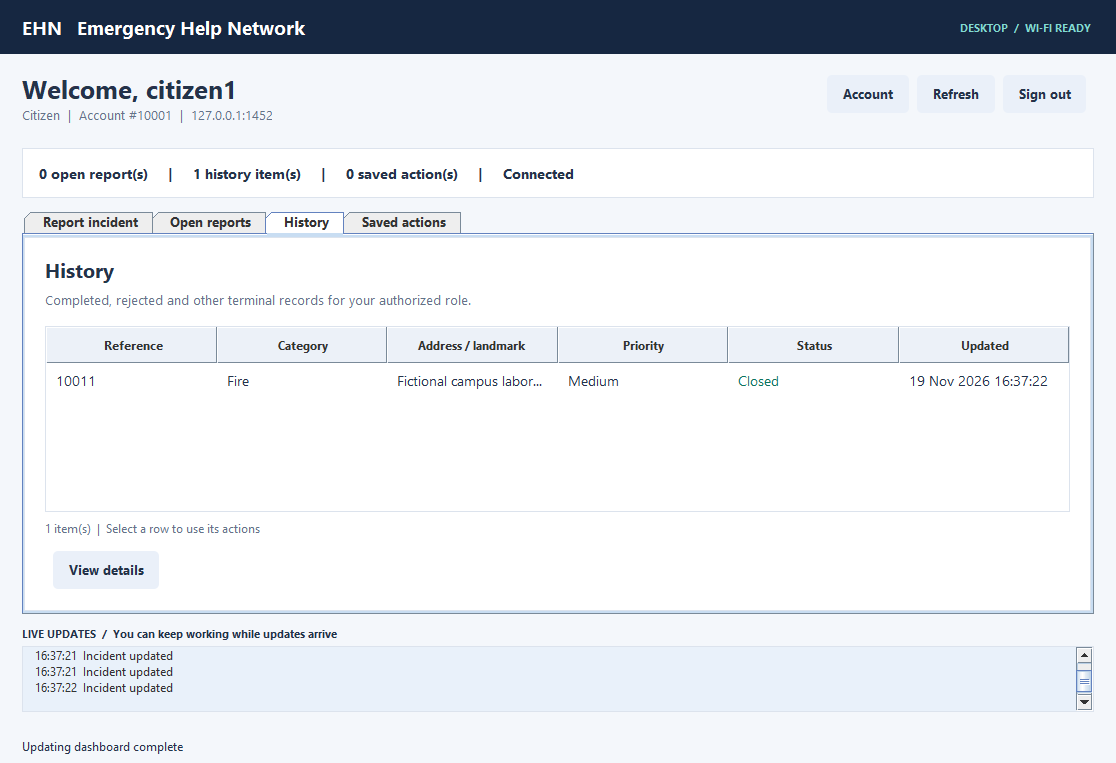 EHN Emergency Help Network
DESKTOP / WI-FI READY
Welcome, citizen1
Citizen | Account #10001 | 127.0.0.1:1452
Account Refresh Sign out
0 open report(s) | 1 history item(s) | 0 saved action(s) | Connected
Report incident Open reports History Saved actions
History
Completed, rejected and other terminal records for your authorized role.
Reference Category Address / landmark Priority Status Updated
10011 Fire Fictional campus labor... Medium Closed 19 Nov 2026 16:37:22
1 item(s) | Select a row to use its actions
View details
LIVE UPDATES / You can keep working while updates arrive
16:37:21 Incident updated
16:37:21 Incident updated
16:37:22 Incident updated
Updating dashboard complete